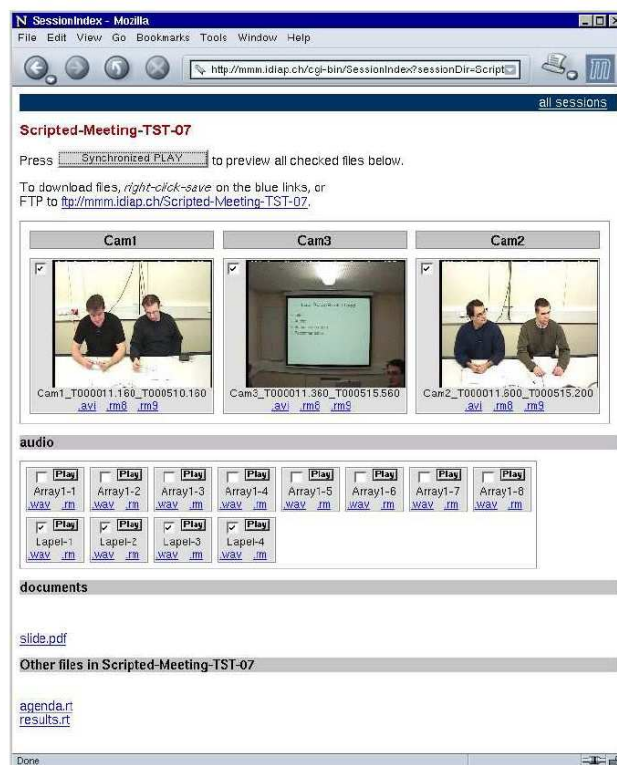 SessionIndex - Mozilla
File Edit View Go Bookmarks Tools Window Help
http://mmm.idiap.ch/cgi-bin/SessionIndex?sessionDir=Script
all sessions
Scripted-Meeting-TST-07
Press Synchronized PLAY to preview all checked files below.
To download files, right-click-save on the blue links, or
FTP to ftp://mmm.idiap.ch/Scripted-Meeting-TST-07.
Cam1 Cam3 Cam2
Cam1_T000011.160_T000510.160 Cam3_T000011.360_T000515.560 Cam2_T000011.600_T000515.200
.avi .rm8 .rm9 .avi .rm8 .rm9 .avi .rm8 .rm9
audio
Play Play Play Play Play Play Play Play
Array1-1 Array1-2 Array1-3 Array1-4 Array1-5 Array1-6 Array1-7 Array1-8
.wav .rm .wav .rm .wav .rm .wav .rm .wav .rm .wav .rm .wav .rm .wav .rm
Play Play Play Play
Lapel-1 Lapel-2 Lapel-3 Lapel-4
.wav .rm .wav .rm .wav .rm .wav .rm
documents
slide.pdf
Other files in Scripted-Meeting-TST-07
agenda.rt
results.rt
Done